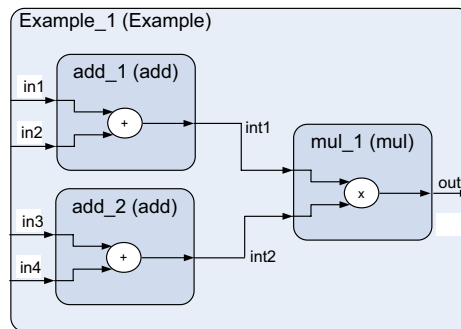 Example_1 (Example)
add_1 (add)
in1
+
in2
int1
mul_1 (mul)
x
out
add_2 (add)
in3
+
in4
int2